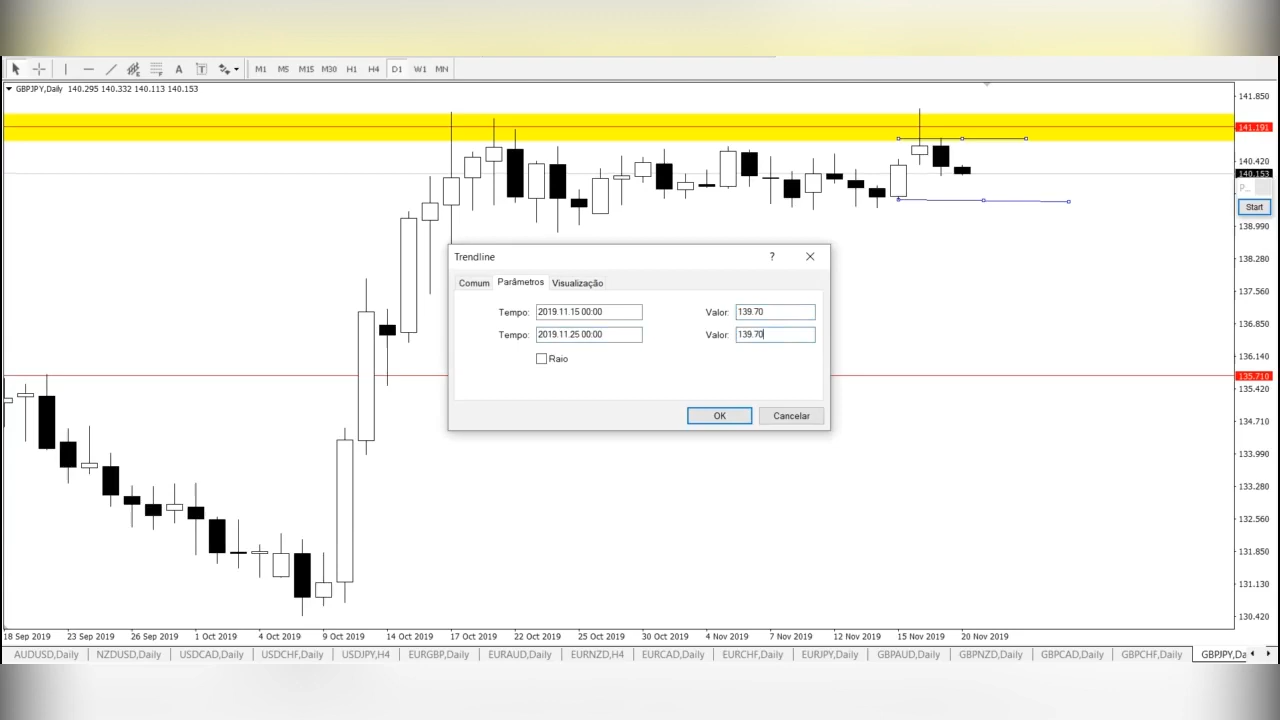 A T M1 M5 M15 M30 H1 H4 D1 W1 MN
GBPJPY,Daily 140.295 140.332 140.113 140.153
141.850
141.191
140.420
140.153
P...
Start
138.990
138.280
137.560
136.850
136.140
135.710
135.420
134.710
133.990
133.280
132.560
131.850
131.130
130.420
Trendline ?
Comum Parâmetros Visualização
Tempo: 2019.11.15 00:00 Valor: 139.70
Tempo: 2019.11.25 00:00 Valor: 139.70
Raio
OK Cancelar
18 Sep 2019 23 Sep 2019 26 Sep 2019 1 Oct 2019 4 Oct 2019 9 Oct 2019 14 Oct 2019 17 Oct 2019 22 Oct 2019 25 Oct 2019 30 Oct 2019 4 Nov 2019 7 Nov 2019 12 Nov 2019 15 Nov 2019 20 Nov 2019
AUDUSD,Daily NZDUSD,Daily USDCAD,Daily USDCHF,Daily USDJPY,H4 EURGBP,Daily EURAUD,Daily EURNZD,H4 EURCAD,Daily EURCHF,Daily EURJPY,Daily GBPAUD,Daily GBPNZD,Daily GBPCAD,Daily GBPCHF,Daily GBPJPY,Da